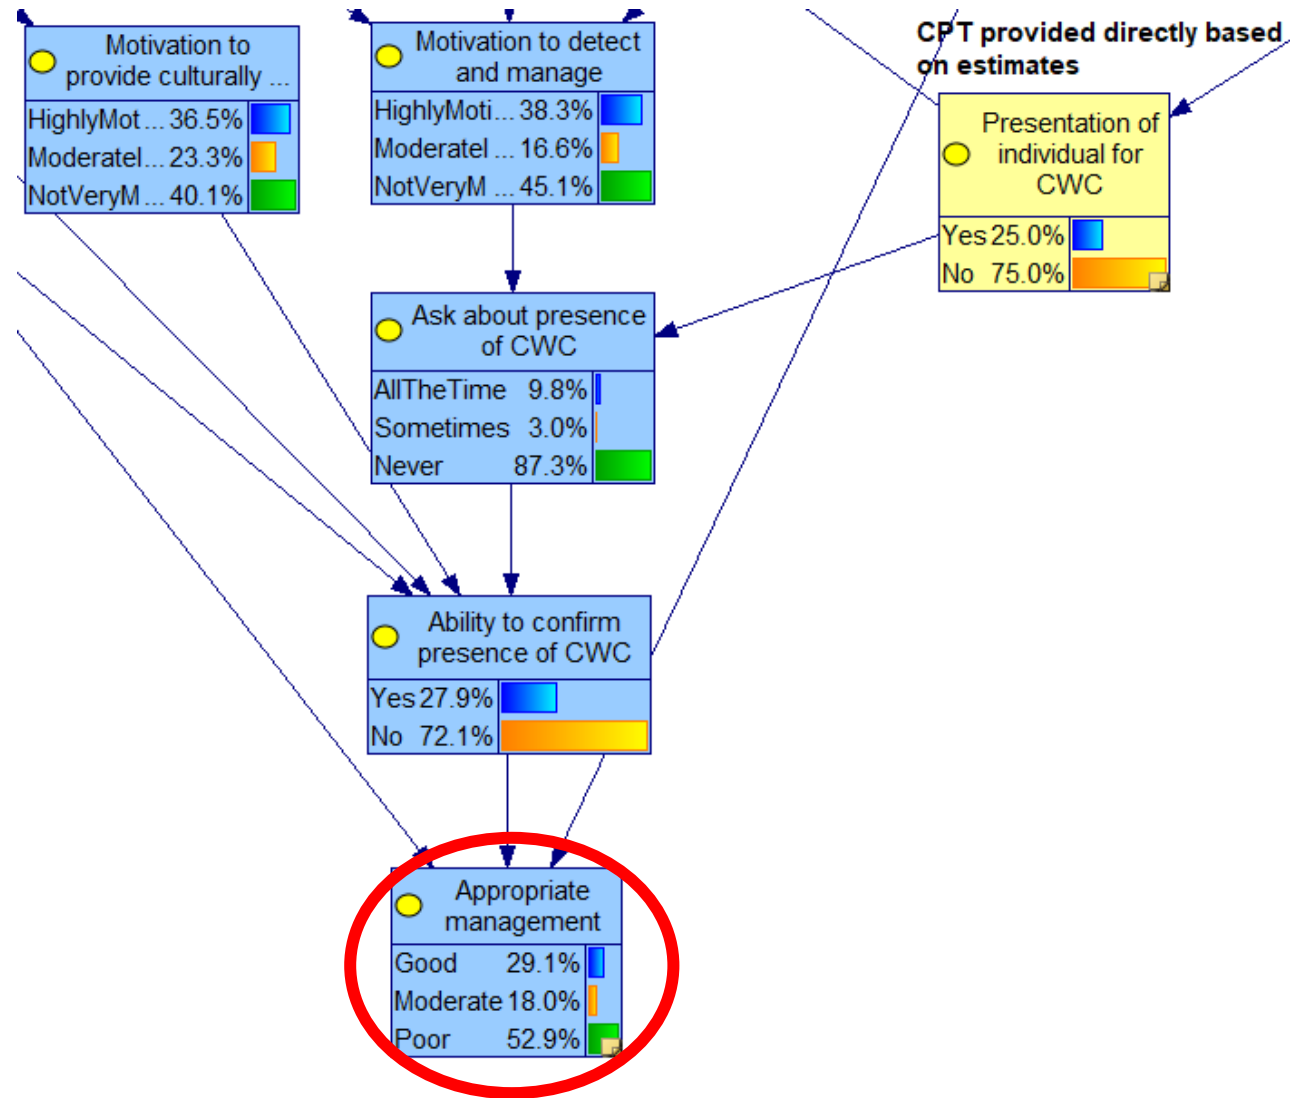 Motivation to
provide culturally ...
HighlyMot ... 36.5%
Moderatel... 23.3%
NotVeryM ... 40.1%
Motivation to detect
and manage
HighlyMoti... 38.3%
Moderatel ... 16.6%
NotVeryM ... 45.1%
CPT provided directly based
on estimates
Presentation of
individual for
CWC
Yes 25.0%
No 75.0%
Ask about presence
of CWC
AllTheTime 9.8%
Sometimes 3.0%
Never 87.3%
Ability to confirm
presence of CWC
Yes 27.9%
No 72.1%
Appropriate
management
Good 29.1%
Moderate 18.0%
Poor 52.9%